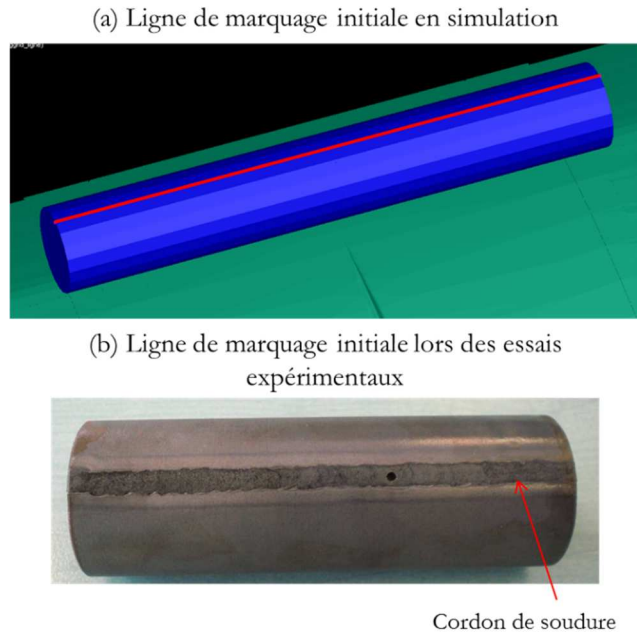 (a) Ligne de marquage initiale en simulation
(b) Ligne de marquage initiale lors des essais
expérimentaux
Cordon de soudure